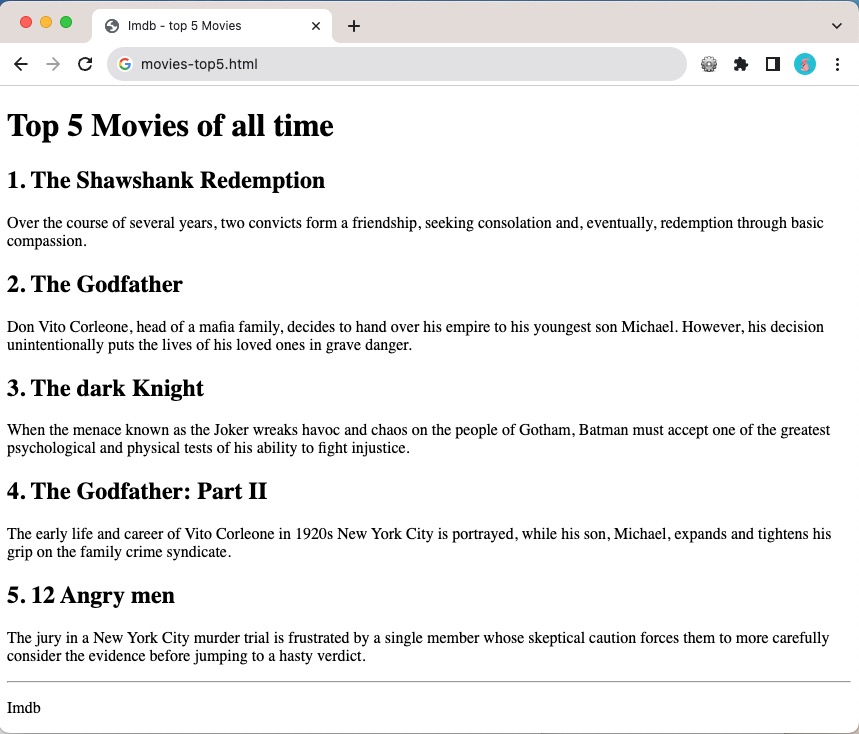 Imdb - top 5 Movies
movies-top5.html
Top 5 Movies of all time
1. The Shawshank Redemption
Over the course of several years, two convicts form a friendship, seeking consolation and, eventually, redemption through basic
compassion.
2. The Godfather
Don Vito Corleone, head of a mafia family, decides to hand over his empire to his youngest son Michael. However, his decision
unintentionally puts the lives of his loved ones in grave danger.
3. The dark Knight
When the menace known as the Joker wreaks havoc and chaos on the people of Gotham, Batman must accept one of the greatest
psychological and physical tests of his ability to fight injustice.
4. The Godfather: Part II
The early life and career of Vito Corleone in 1920s New York City is portrayed, while his son, Michael, expands and tightens his
grip on the family crime syndicate.
5. 12 Angry men
The jury in a New York City murder trial is frustrated by a single member whose skeptical caution forces them to more carefully
consider the evidence before jumping to a hasty verdict.
Imdb